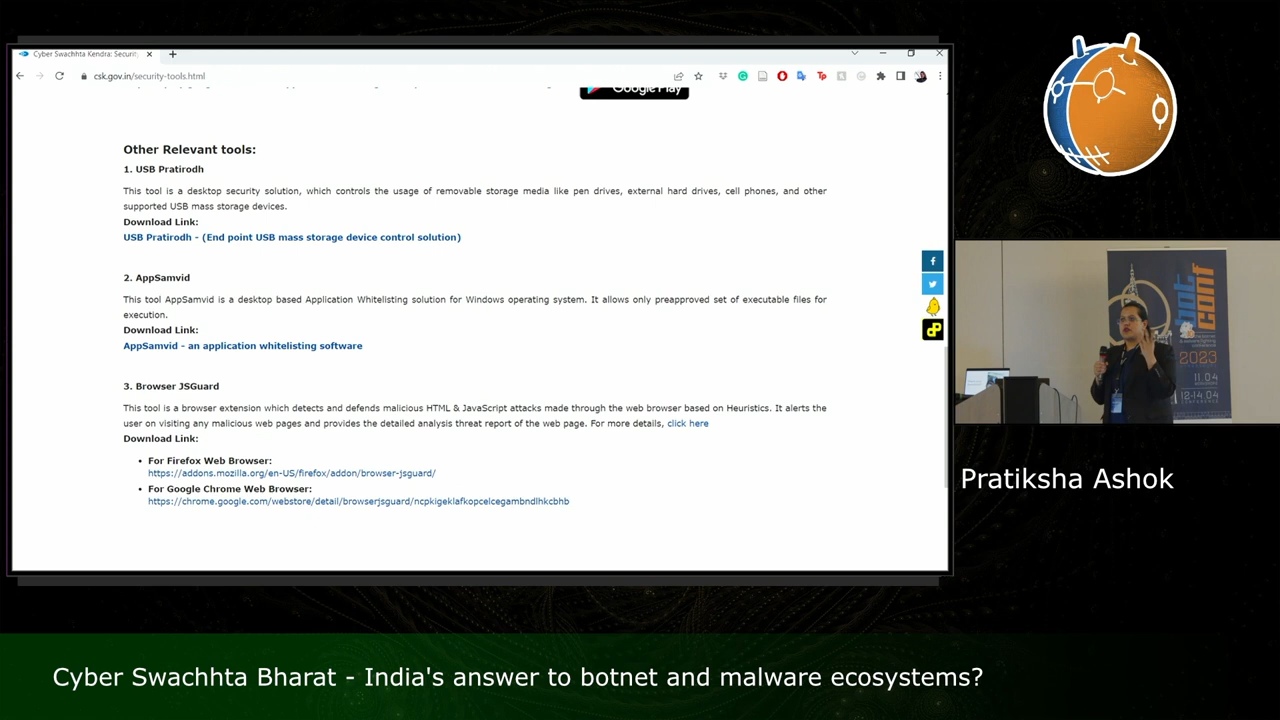 Cyber Swachhta Kendra: Securit
csk.gov.in/security-tools.html
Google Play
Other Relevant tools:
1. USB Pratirodh
This tool is a desktop security solution, which controls the usage of removable storage media like pen drives, external hard drives, cell phones, and other
supported USB mass storage devices.
Download Link:
USB Pratirodh - (End point USB mass storage device control solution)
2. AppSamvid
This tool AppSamvid is a desktop based Application Whitelisting solution for Windows operating system. It allows only preapproved set of executable files for
execution.
Download Link:
AppSamvid - an application whitelisting software
3. Browser JSGuard
This tool is a browser extension which detects and defends malicious HTML & JavaScript attacks made through the web browser based on Heuristics. It alerts the
user on visiting any malicious web pages and provides the detailed analysis threat report of the web page. For more details, click here
Download Link:
• For Firefox Web Browser:
https://addons.mozilla.org/en-US/firefox/addon/browser-jsguard/
• For Google Chrome Web Browser:
https://chrome.google.com/webstore/detail/browserjsguard/ncpkigeklafkopcelcegambndlhkcbhb
bot
conf
2023
11.04
12-14.04
CONFERENCE
Pratiksha Ashok
Cyber Swachhta Bharat - India's answer to botnet and malware ecosystems?